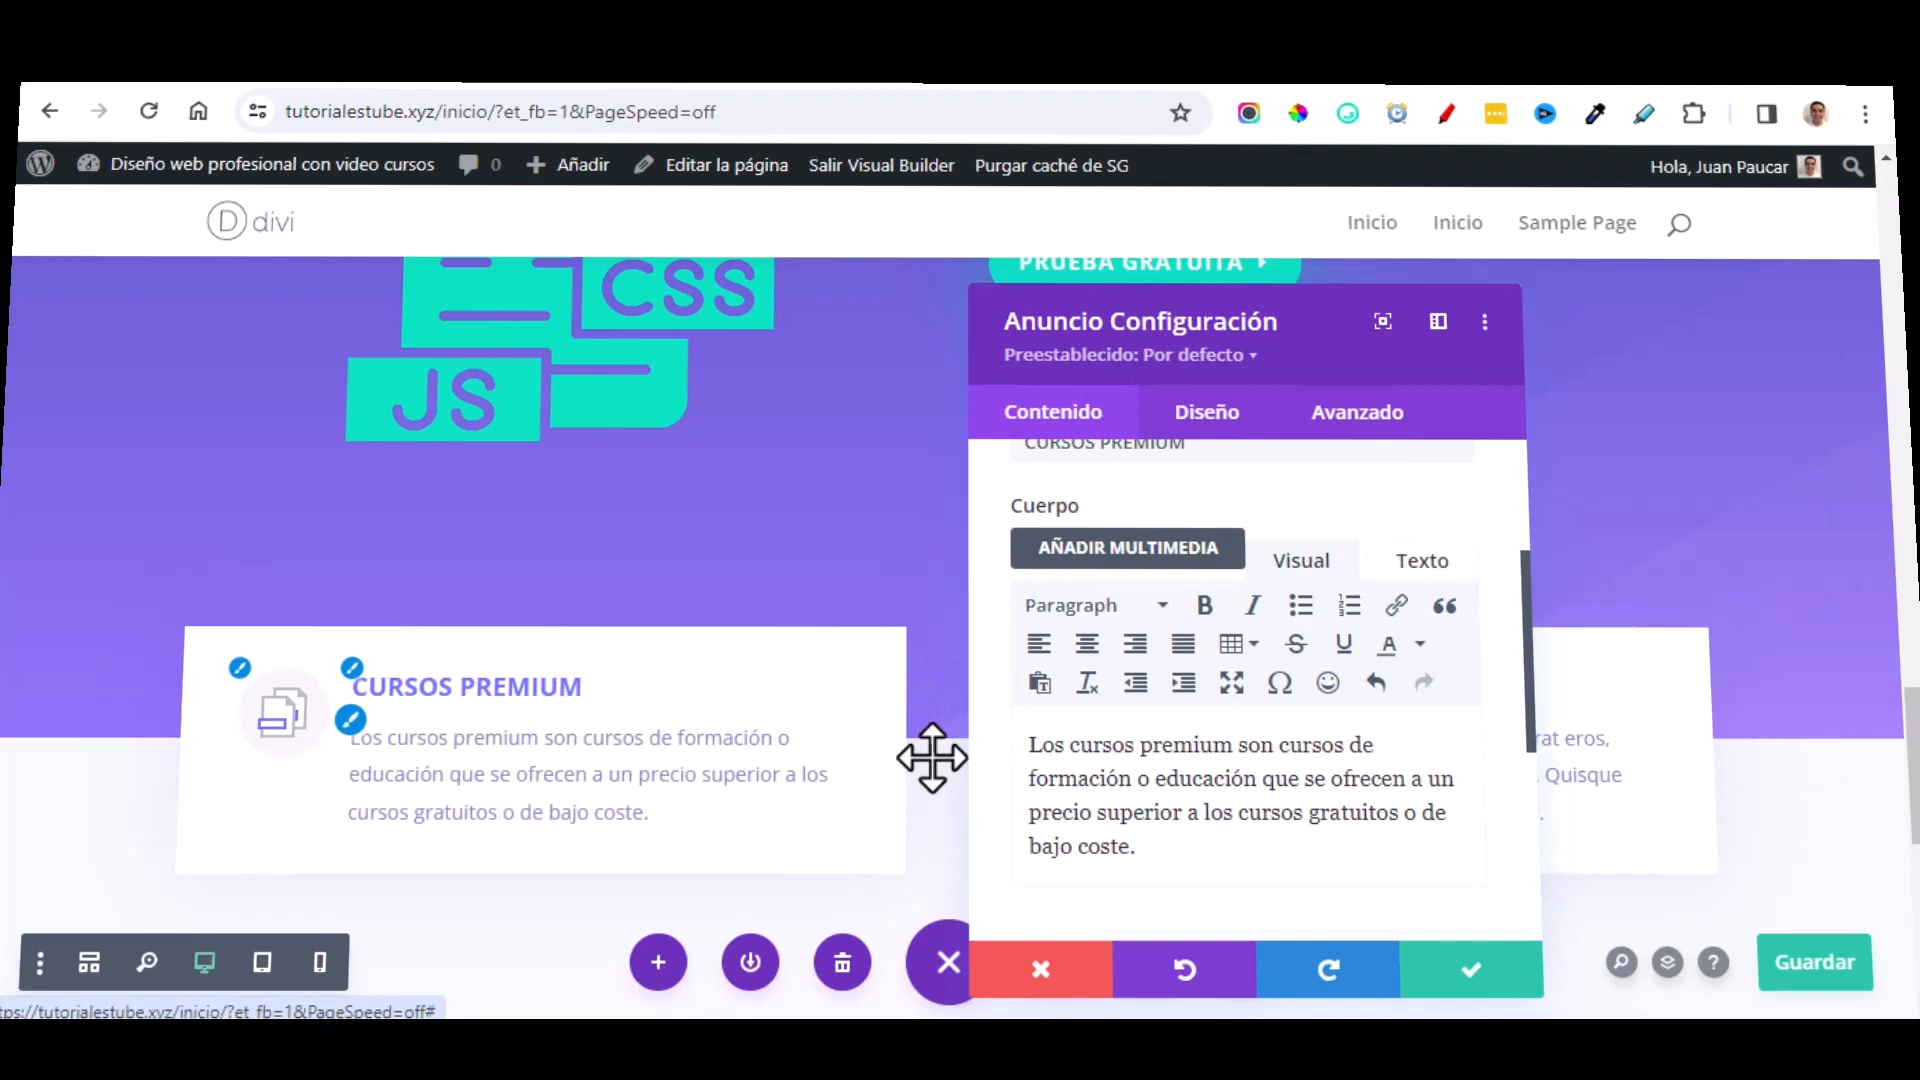 tutorialestube.xyz/inicio/?et_fb=1&PageSpeed=off
Diseño web profesional con video cursos 0 Añadir Editar la página Salir Visual Builder Purgar caché de SG Hola, Juan Paucar
D divi
Inicio Inicio Sample Page
CSS
JS
PRUEBA GRATUITA
Anuncio Configuración
Preestablecido: Por defecto
Contenido Diseño Avanzado
CURSOS PREMIUM
Cuerpo
AÑADIR MULTIMEDIA Visual Texto
Paragraph
Los cursos premium son cursos de
formación o educación que se ofrecen a un
precio superior a los cursos gratuitos o de
bajo coste.
CURSOS PREMIUM
Los cursos premium son cursos de formación o
educación que se ofrecen a un precio superior a los
cursos gratuitos o de bajo coste.
rat eros,
. Quisque
Guardar
tps://tutorialestube.xyz/inicio/?et_fb=1&PageSpeed=off#